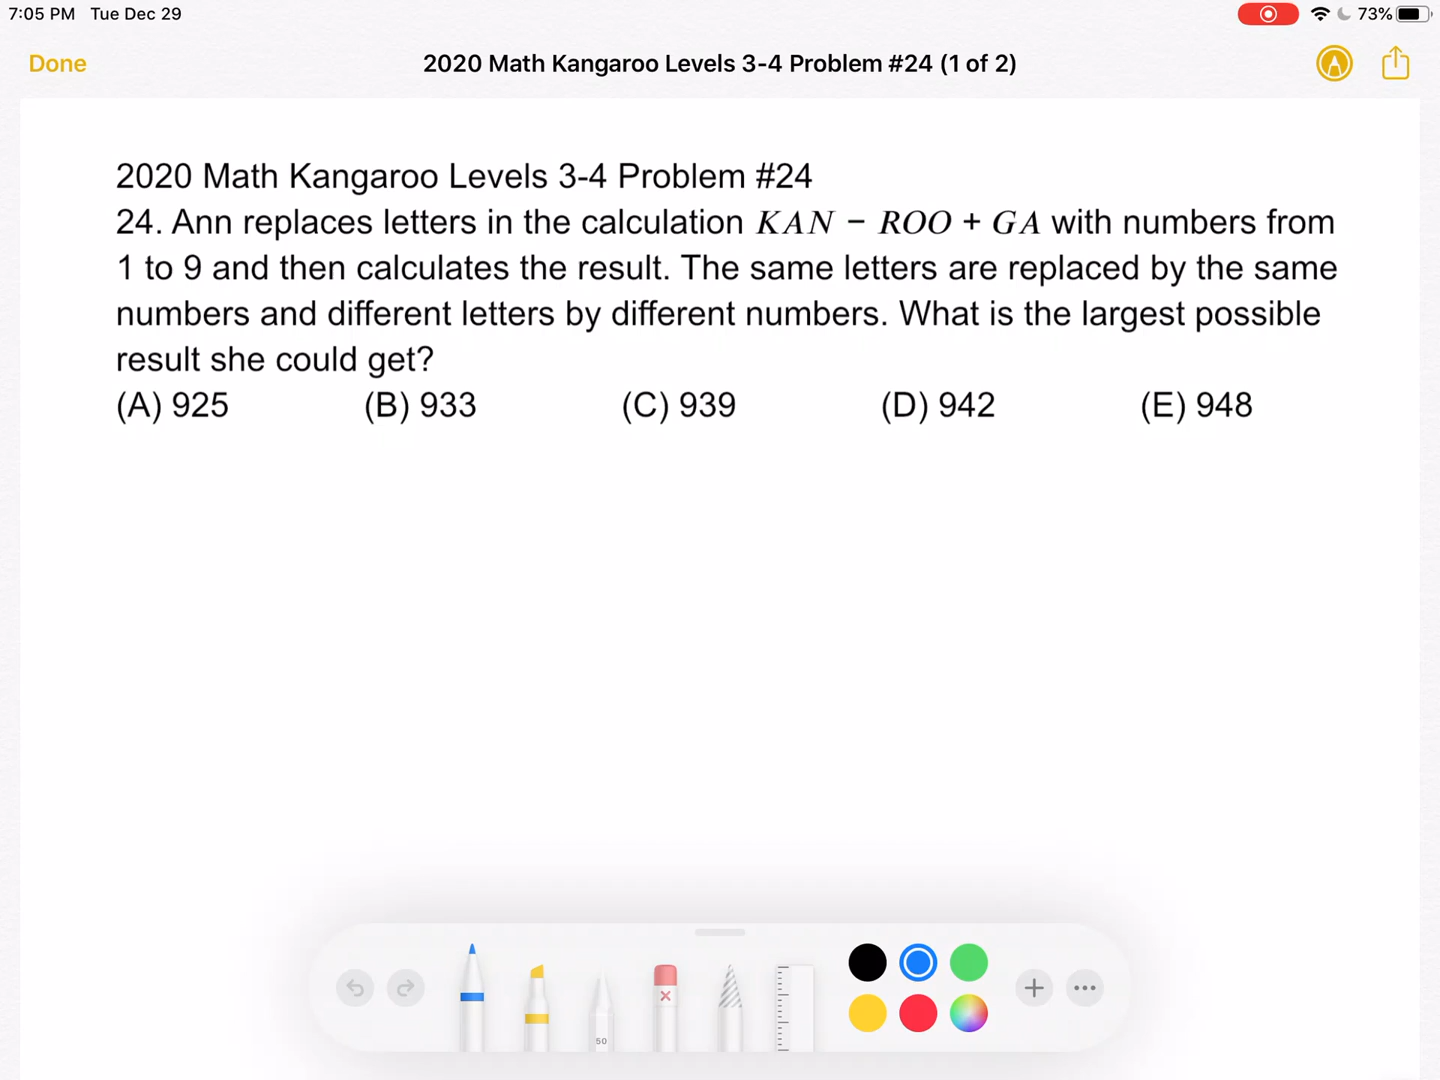 7:05 PM Tue Dec 29
73%
Done
2020 Math Kangaroo Levels 3-4 Problem #24 (1 of 2)
2020 Math Kangaroo Levels 3-4 Problem #24
24. Ann replaces letters in the calculation KAN − ROO + GA with numbers from
1 to 9 and then calculates the result. The same letters are replaced by the same
numbers and different letters by different numbers. What is the largest possible
result she could get?
(A) 925 (B) 933 (C) 939 (D) 942 (E) 948
50